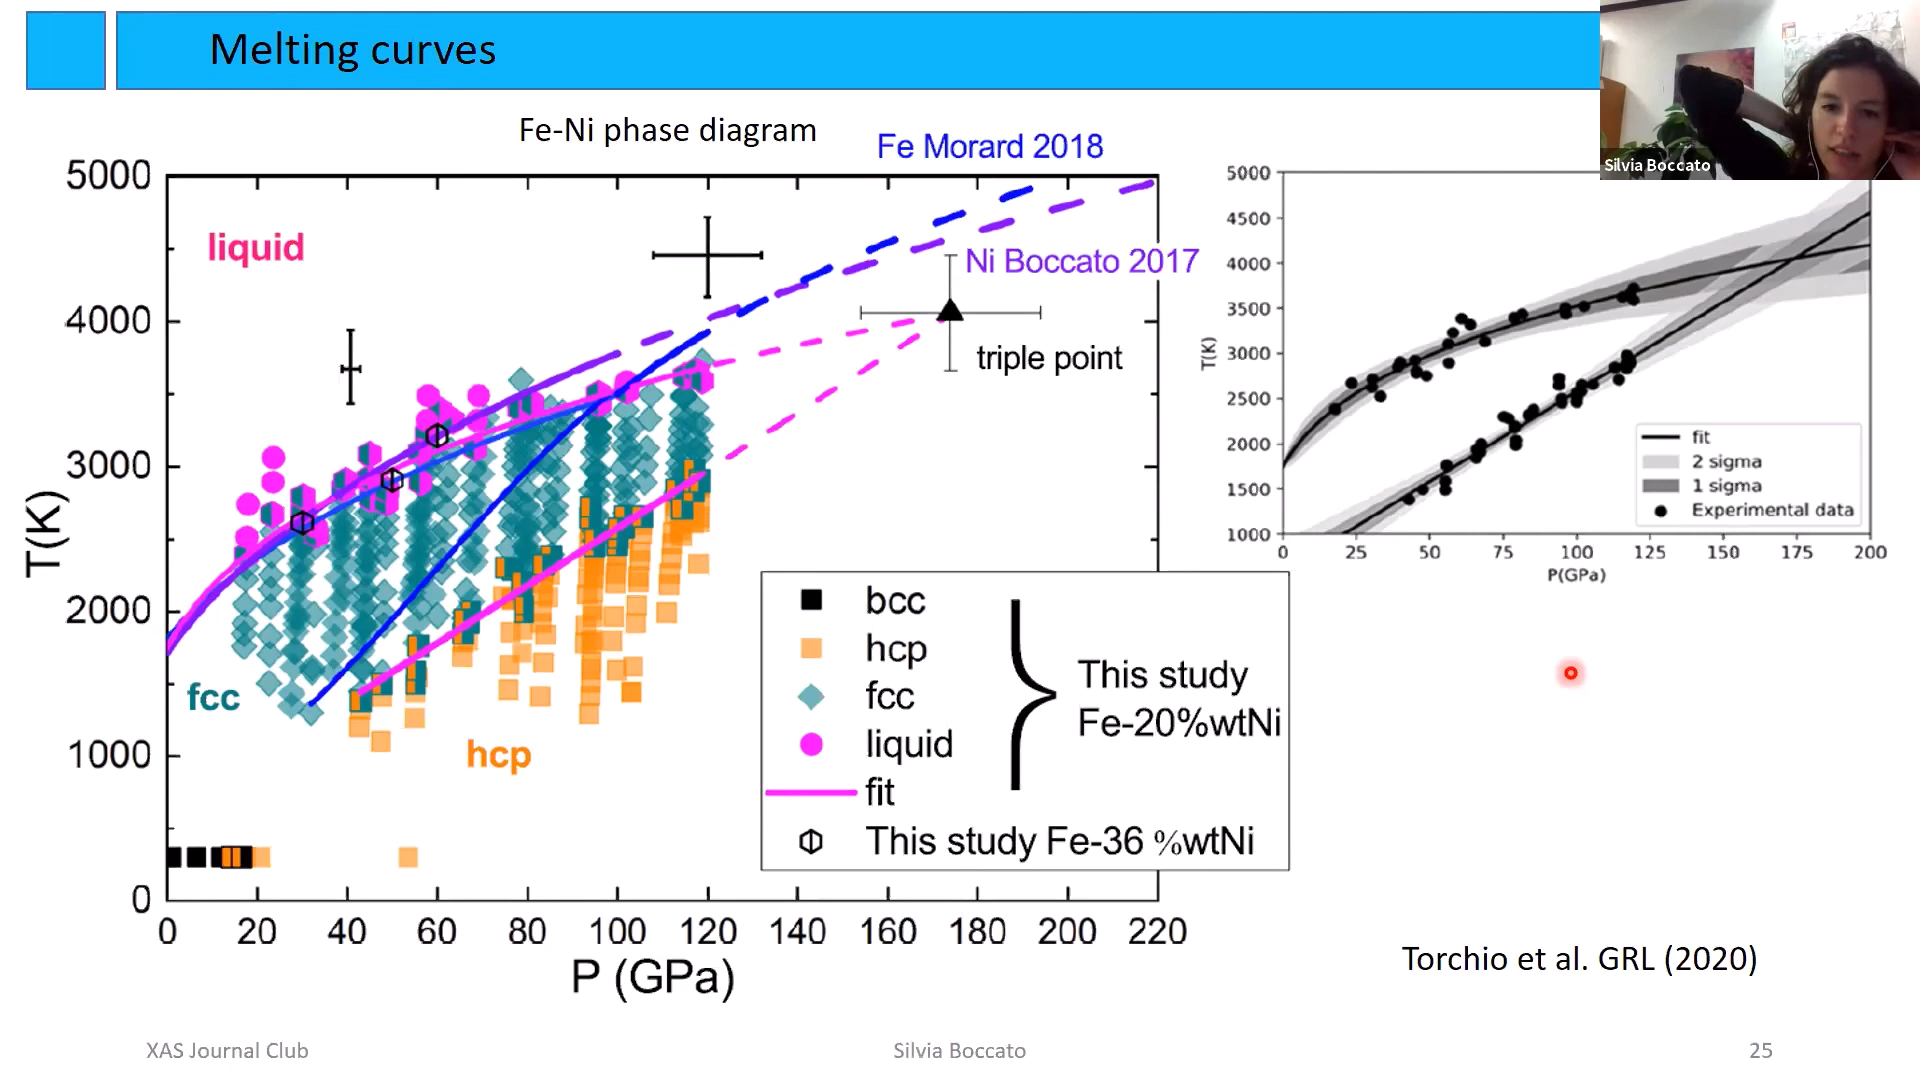 Melting curves
Silvia Boccato
Fe-Ni phase diagram
Fe Morard 2018
Ni Boccato 2017
triple point
liquid
fcc
hcp
T(K)
5000
4000
3000
2000
1000
0
0 20 40 60 80 100 120 140 160 180 200 220
P (GPa)
bcc
hcp
fcc
liquid
fit
This study
Fe-20%wtNi
This study Fe-36 %wtNi
T(K)
5000
4500
4000
3500
3000
2500
2000
1500
1000
0 25 50 75 100 125 150 175 200
P(GPa)
fit
2 sigma
1 sigma
Experimental data
Torchio et al. GRL (2020)
XAS Journal Club
Silvia Boccato
25